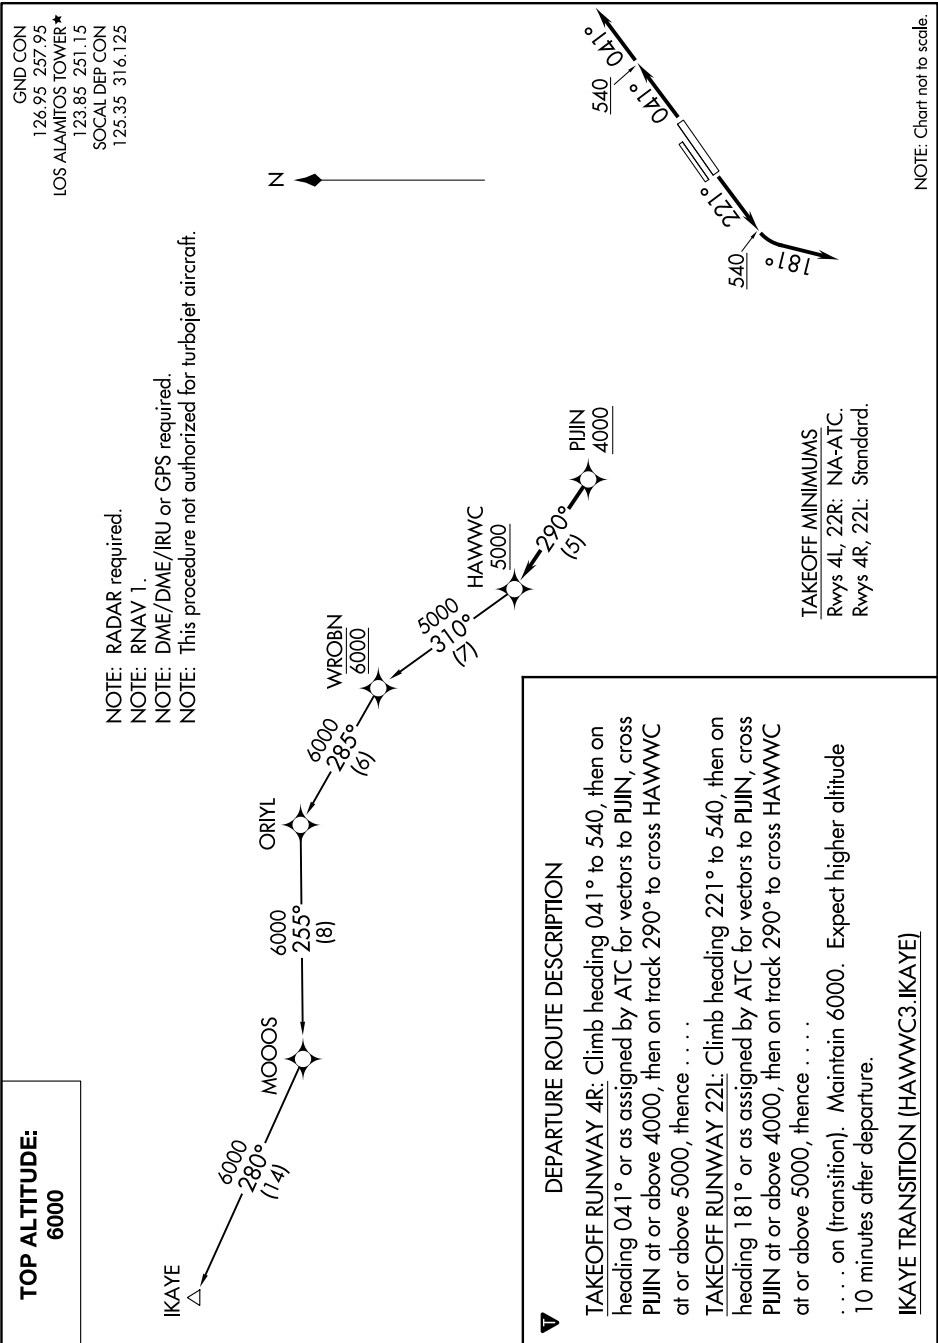 TOP ALTITUDE:
6000
GND CON
126.95 257.95
LOS ALAMITOS TOWER★
123.85 251.15
SOCAL DEP CON
125.35 316.125
NOTE: RADAR required.
NOTE: RNAV 1.
NOTE: DME/DME/IRU or GPS required.
NOTE: This procedure not authorized for turbojet aircraft.
N
IKAYE
6000
280°
(14)
MOOOS
6000
255°
(8)
ORIYL
6000
285°
(6)
WROBN
6000
5000
310°
(7)
HAWWC
5000
290°
(5)
PIJIN
4000
041°
540
041°
221°
540
181°
TAKEOFF MINIMUMS
Rwys 4L, 22R: NA-ATC.
Rwys 4R, 22L: Standard.
NOTE: Chart not to scale.
T
DEPARTURE ROUTE DESCRIPTION
TAKEOFF RUNWAY 4R: Climb heading 041° to 540, then on
heading 041° or as assigned by ATC for vectors to PIJIN, cross
PIJIN at or above 4000, then on track 290° to cross HAWWC
at or above 5000, thence . . . .
TAKEOFF RUNWAY 22L: Climb heading 221° to 540, then on
heading 181° or as assigned by ATC for vectors to PIJIN, cross
PIJIN at or above 4000, then on track 290° to cross HAWWC
at or above 5000, thence . . . .
. . . . on (transition). Maintain 6000. Expect higher altitude
10 minutes after departure.
IKAYE TRANSITION (HAWWC3.IKAYE)